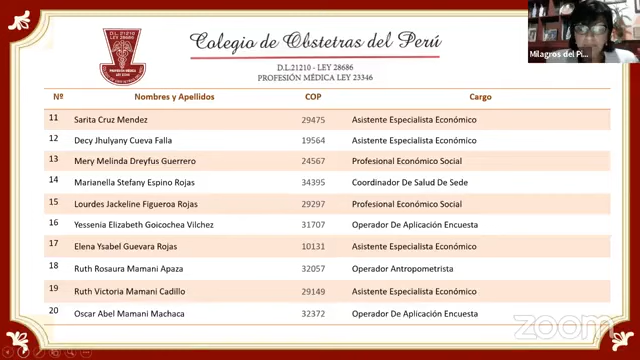 Colegio de Obstetras del Perú
D.L.21210 - LEY 28686
PROFESIÓN MÉDICA LEY 23346
D.L. 21210
LEY 28686
Milagros del Pi...
Nº Nombres y Apellidos COP Cargo
11 Sarita Cruz Mendez 29475 Asistente Especialista Económico
12 Decy Jhulyany Cueva Falla 19564 Asistente Especialista Económico
13 Mery Melinda Dreyfus Guerrero 24567 Profesional Económico Social
14 Marianella Stefany Espino Rojas 34395 Coordinador De Salud De Sede
15 Lourdes Jackeline Figueroa Rojas 29297 Profesional Económico Social
16 Yessenia Elizabeth Goicochea Vilchez 31707 Operador De Aplicación Encuesta
17 Elena Ysabel Guevara Rojas 10131 Asistente Especialista Económico
18 Ruth Rosaura Mamani Apaza 32057 Operador Antropometrista
19 Ruth Victoria Mamani Cadillo 29149 Asistente Especialista Económico
20 Oscar Abel Mamani Machaca 32372 Operador De Aplicación Encuesta
zoom